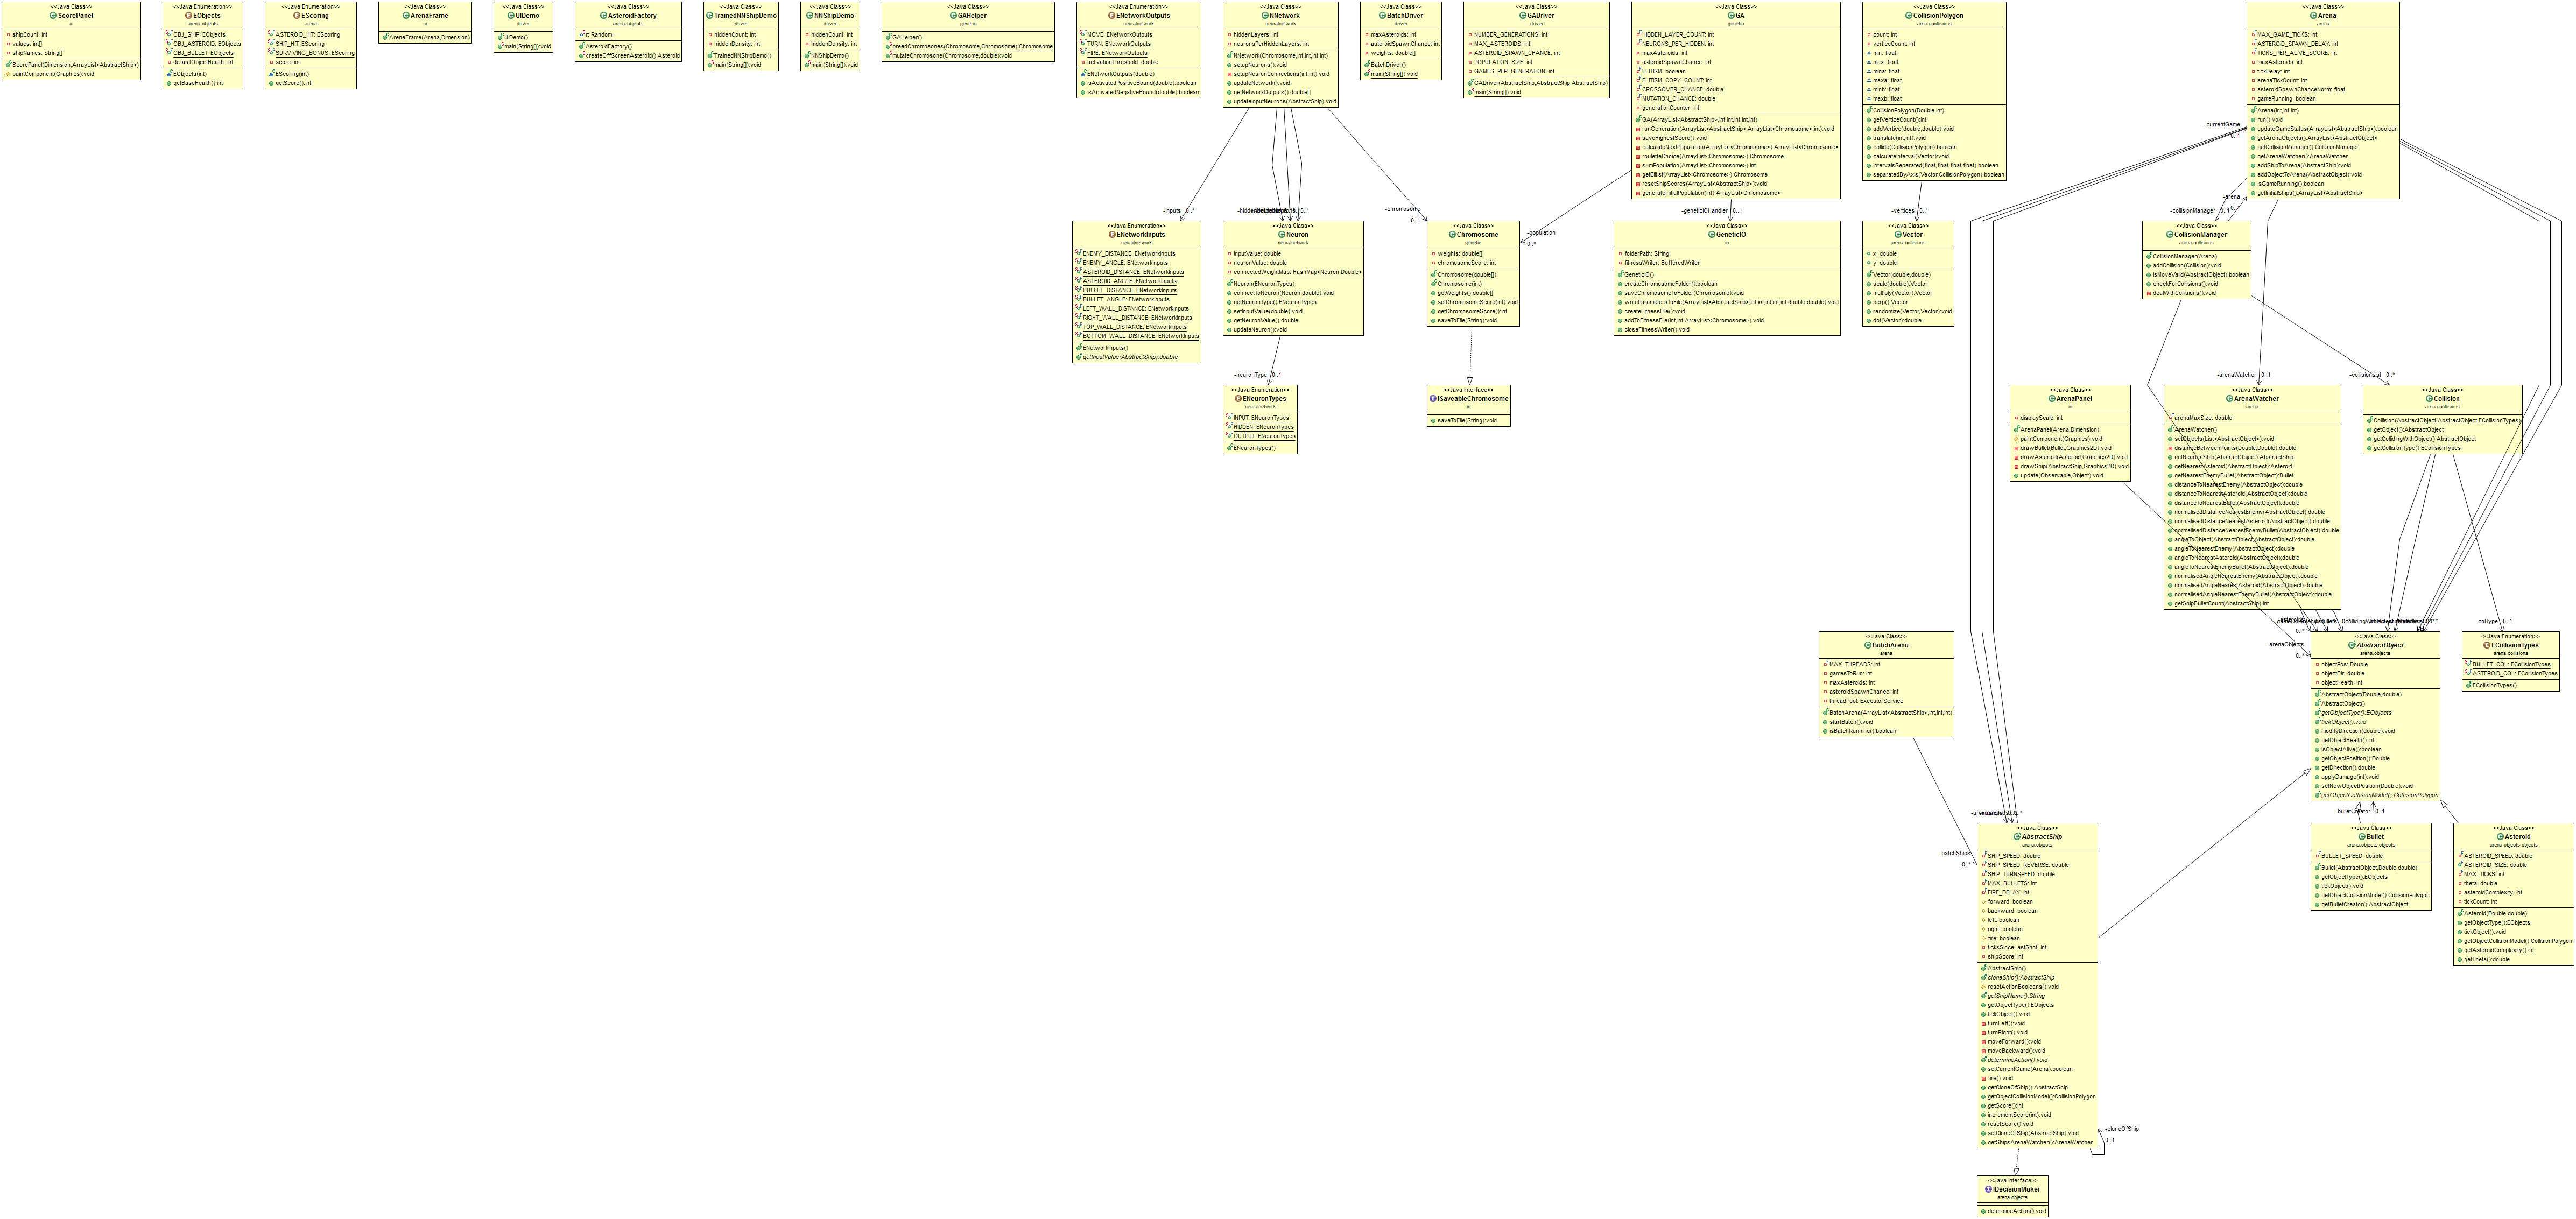 <<Java Class>>
ScorePanel
ui
shipCount: int
values: int[]
shipNames: String[]
ScorePanel(Dimension,ArrayList<AbstractShip>)
paintComponent(Graphics):void
<<Java Enumeration>>
EObjects
arena.objects
OBJ_SHIP: EObjects
OBJ_ASTEROID: EObjects
OBJ_BULLET: EObjects
defaultObjectHealth: int
EObjects(int)
getBaseHealth():int
<<Java Enumeration>>
EScoring
arena
ASTEROID_HIT: EScoring
SHIP_HIT: EScoring
SURVIVING_BONUS: EScoring
score: int
EScoring(int)
getScore():int
<<Java Class>>
ArenaFrame
ui
ArenaFrame(Arena,Dimension)
<<Java Class>>
UIDemo
driver
UIDemo()
main(String[]):void
<<Java Class>>
AsteroidFactory
arena.objects
r: Random
AsteroidFactory()
createOffScreenAsteroid():Asteroid
<<Java Class>>
TrainedNNShipDemo
driver
hiddenCount: int
hiddenDensity: int
TrainedNNShipDemo()
main(String[]):void
<<Java Class>>
NNShipDemo
driver
hiddenCount: int
hiddenDensity: int
NNShipDemo()
main(String[]):void
<<Java Class>>
GAHelper
genetic
GAHelper()
breedChromosones(Chromosome,Chromosome):Chromosome
mutateChromosome(Chromosome,double):void
<<Java Enumeration>>
ENetworkOutputs
neuralnetwork
MOVE: ENetworkOutputs
TURN: ENetworkOutputs
FIRE: ENetworkOutputs
activationThreshold: double
ENetworkOutputs(double)
isActivatedPositiveBound(double):boolean
isActivatedNegativeBound(double):boolean
<<Java Class>>
NNetwork
neuralnetwork
hiddenLayers: int
neuronsPerHiddenLayers: int
NNetwork(Chromosome,int,int,int,int)
setupNeurons():void
setupNeuronConnections(int,int):void
updateNetwork():void
getNetworkOutputs():double[]
updateInputNeurons(AbstractShip):void
<<Java Class>>
BatchDriver
driver
maxAsteroids: int
asteroidSpawnChance: int
weights: double[]
BatchDriver()
main(String[]):void
<<Java Class>>
GADriver
driver
NUMBER_GENERATIONS: int
MAX_ASTEROIDS: int
ASTEROID_SPAWN_CHANCE: int
POPULATION_SIZE: int
GAMES_PER_GENERATION: int
GADriver(AbstractShip,AbstractShip,AbstractShip)
main(String[]):void
<<Java Class>>
GA
genetic
HIDDEN_LAYER_COUNT: int
NEURONS_PER_HIDDEN: int
maxAsteroids: int
asteroidSpawnChance: int
ELITISM: boolean
ELITISM_COPY_COUNT: int
CROSSOVER_CHANCE: double
MUTATION_CHANCE: double
generationCounter: int
GA(ArrayList<AbstractShip>,int,int,int,int,int)
runGeneration(ArrayList<AbstractShip>,ArrayList<Chromosome>,int):void
saveHighestScore():void
calculateNextPopulation(ArrayList<Chromosome>):ArrayList<Chromosome>
rouletteChoice(ArrayList<Chromosome>):Chromosome
sumPopulation(ArrayList<Chromosome>):int
getElitist(ArrayList<Chromosome>):Chromosome
resetShipScores(ArrayList<AbstractShip>):void
generateInitialPopulation(int):ArrayList<Chromosome>
<<Java Class>>
CollisionPolygon
arena.collisions
count: int
verticeCount: int
min: float
max: float
mina: float
maxa: float
minb: float
maxb: float
CollisionPolygon(Double,int)
getVerticeCount():int
addVertice(double,double):void
translate(int,int):void
collide(CollisionPolygon):boolean
calculateInterval(Vector):void
intervalsSeparated(float,float,float,float):boolean
separatedByAxis(Vector,CollisionPolygon):boolean
<<Java Class>>
Arena
arena
MAX_GAME_TICKS: int
ASTEROID_SPAWN_DELAY: int
TICKS_PER_ALIVE_SCORE: int
maxAsteroids: int
tickDelay: int
arenaTickCount: int
asteroidSpawnChanceNorm: float
gameRunning: boolean
Arena(int,int,int)
run():void
updateGameStatus(ArrayList<AbstractShip>):boolean
getArenaObjects():ArrayList<AbstractObject>
getCollisionManager():CollisionManager
getArenaWatcher():ArenaWatcher
addShipToArena(AbstractShip):void
addObjectToArena(AbstractObject):void
isGameRunning():boolean
getInitialShips():ArrayList<AbstractShip>
-currentGame
0..1
-arena
0..1
-collisionManager 0..1
-inputs 0..*
-chromosome
0..1
-population
0..*
-geneticIOHandler 0..1
-vertices 0..*
<<Java Enumeration>>
ENetworkInputs
neuralnetwork
ENEMY_DISTANCE: ENetworkInputs
ENEMY_ANGLE: ENetworkInputs
ASTEROID_DISTANCE: ENetworkInputs
ASTEROID_ANGLE: ENetworkInputs
BULLET_DISTANCE: ENetworkInputs
BULLET_ANGLE: ENetworkInputs
LEFT_WALL_DISTANCE: ENetworkInputs
RIGHT_WALL_DISTANCE: ENetworkInputs
TOP_WALL_DISTANCE: ENetworkInputs
BOTTOM_WALL_DISTANCE: ENetworkInputs
ENetworkInputs()
getInputValue(AbstractShip):double
<<Java Class>>
Neuron
neuralnetwork
inputValue: double
neuronValue: double
connectedWeightMap: HashMap<Neuron,Double>
Neuron(ENeuronTypes)
connectToNeuron(Neuron,double):void
getNeuronType():ENeuronTypes
setInputValue(double):void
getNeuronValue():double
updateNeuron():void
<<Java Class>>
Chromosome
genetic
weights: double[]
chromosomeScore: int
Chromosome(double[])
Chromosome(int)
getWeights():double[]
setChromosomeScore(int):void
getChromosomeScore():int
saveToFile(String):void
<<Java Class>>
GeneticIO
io
folderPath: String
fitnessWriter: BufferedWriter
GeneticIO()
createChromosomeFolder():boolean
saveChromosomeToFolder(Chromosome):void
writeParametersToFile(ArrayList<AbstractShip>,int,int,int,int,int,double,double):void
createFitnessFile():void
addToFitnessFile(int,int,ArrayList<Chromosome>):void
closeFitnessWriter():void
<<Java Class>>
Vector
arena.collisions
x: double
y: double
Vector(double,double)
scale(double):Vector
multiply(Vector):Vector
perp():Vector
randomize(Vector,Vector):void
dot(Vector):double
<<Java Class>>
CollisionManager
arena.collisions
CollisionManager(Arena)
addCollision(Collision):void
isMoveValid(AbstractObject):boolean
checkForCollisions():void
dealWithCollisions():void
-neuronType 0..1
-arenaWatcher 0..1
-collisionList 0..*
<<Java Enumeration>>
ENeuronTypes
neuralnetwork
INPUT: ENeuronTypes
HIDDEN: ENeuronTypes
OUTPUT: ENeuronTypes
ENeuronTypes()
<<Java Interface>>
ISaveableChromosome
io
saveToFile(String):void
<<Java Class>>
ArenaPanel
ui
displayScale: int
ArenaPanel(Arena,Dimension)
paintComponent(Graphics):void
drawBullet(Bullet,Graphics2D):void
drawAsteroid(Asteroid,Graphics2D):void
drawShip(AbstractShip,Graphics2D):void
update(Observable,Object):void
<<Java Class>>
ArenaWatcher
arena
arenaMaxSize: double
ArenaWatcher()
setObjects(List<AbstractObject>):void
distanceBetweenPoints(Double,Double):double
getNearestShip(AbstractObject):AbstractShip
getNearestAsteroid(AbstractObject):Asteroid
getNearestEnemyBullet(AbstractObject):Bullet
distanceToNearestEnemy(AbstractObject):double
distanceToNearestAsteroid(AbstractObject):double
distanceToNearestBullet(AbstractObject):double
normalisedDistanceNearestEnemy(AbstractObject):double
normalisedDistanceNearestAsteroid(AbstractObject):double
normalisedDistanceNearestEnemyBullet(AbstractObject):double
angleToObject(AbstractObject,AbstractObject):double
angleToNearestEnemy(AbstractObject):double
angleToNearestAsteroid(AbstractObject):double
angleToNearestEnemyBullet(AbstractObject):double
normalisedAngleNearestEnemy(AbstractObject):double
normalisedAngleNearestAsteroid(AbstractObject):double
normalisedAngleNearestEnemyBullet(AbstractObject):double
getShipBulletCount(AbstractShip):int
<<Java Class>>
Collision
arena.collisions
Collision(AbstractObject,AbstractObject,ECollisionTypes)
getObject():AbstractObject
getCollidingWithObject():AbstractObject
getCollisionType():ECollisionTypes
-colType 0..1
0..*
-arenaObjects
0..*
<<Java Class>>
BatchArena
arena
MAX_THREADS: int
gamesToRun: int
maxAsteroids: int
asteroidSpawnChance: int
threadPool: ExecutorService
BatchArena(ArrayList<AbstractShip>,int,int,int)
startBatch():void
isBatchRunning():boolean
<<Java Class>>
AbstractObject
arena.objects
objectPos: Double
objectDir: double
objectHealth: int
AbstractObject(Double,double)
AbstractObject()
getObjectType():EObjects
tickObject():void
modifyDirection(double):void
getObjectHealth():int
isObjectAlive():boolean
getObjectPosition():Double
getDirection():double
applyDamage(int):void
setNewObjectPosition(Double):void
getObjectCollisionModel():CollisionPolygon
<<Java Enumeration>>
ECollisionTypes
arena.collisions
BULLET_COL: ECollisionTypes
ASTEROID_COL: ECollisionTypes
ECollisionTypes()
-bulletCreator 0..1
-batchShips
0..*
<<Java Class>>
AbstractShip
arena.objects
SHIP_SPEED: double
SHIP_SPEED_REVERSE: double
SHIP_TURNSPEED: double
MAX_BULLETS: int
FIRE_DELAY: int
forward: boolean
backward: boolean
left: boolean
right: boolean
fire: boolean
ticksSinceLastShot: int
shipScore: int
AbstractShip()
cloneShip():AbstractShip
resetActionBooleans():void
getShipName():String
getObjectType():EObjects
tickObject():void
turnLeft():void
turnRight():void
moveForward():void
moveBackward():void
determineAction():void
setCurrentGame(Arena):boolean
fire():void
getCloneOfShip():AbstractShip
getObjectCollisionModel():CollisionPolygon
getScore():int
incrementScore(int):void
resetScore():void
setCloneOfShip(AbstractShip):void
getShipsArenaWatcher():ArenaWatcher
-cloneOfShip
0..1
<<Java Class>>
Bullet
arena.objects.objects
BULLET_SPEED: double
Bullet(AbstractObject,Double,double)
getObjectType():EObjects
tickObject():void
getObjectCollisionModel():CollisionPolygon
getBulletCreator():AbstractObject
<<Java Class>>
Asteroid
arena.objects.objects
ASTEROID_SPEED: double
ASTEROID_SIZE: double
MAX_TICKS: int
theta: double
asteroidComplexity: int
tickCount: int
Asteroid(Double,double)
getObjectType():EObjects
tickObject():void
getObjectCollisionModel():CollisionPolygon
getAsteroidComplexity():int
getTheta():double
<<Java Interface>>
IDecisionMaker
arena.objects
determineAction():void